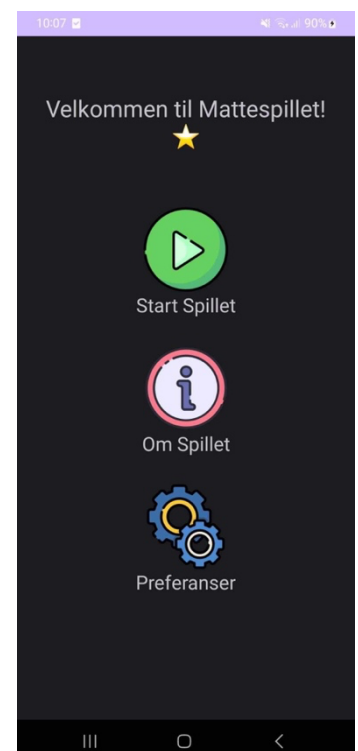 10:07
90%
Velkommen til Mattespillet!
Start Spillet
Om Spillet
Preferanser